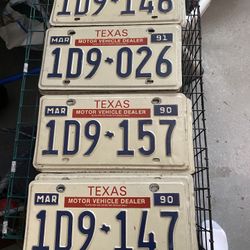 1D9-146
TEXAS
MAR MOTOR VEHICLE DEALER 91
1D9-026
TEXAS
MAR MOTOR VEHICLE DEALER 90
1D9-157
TEXAS
MAR MOTOR VEHICLE DEALER 90
1D9-147